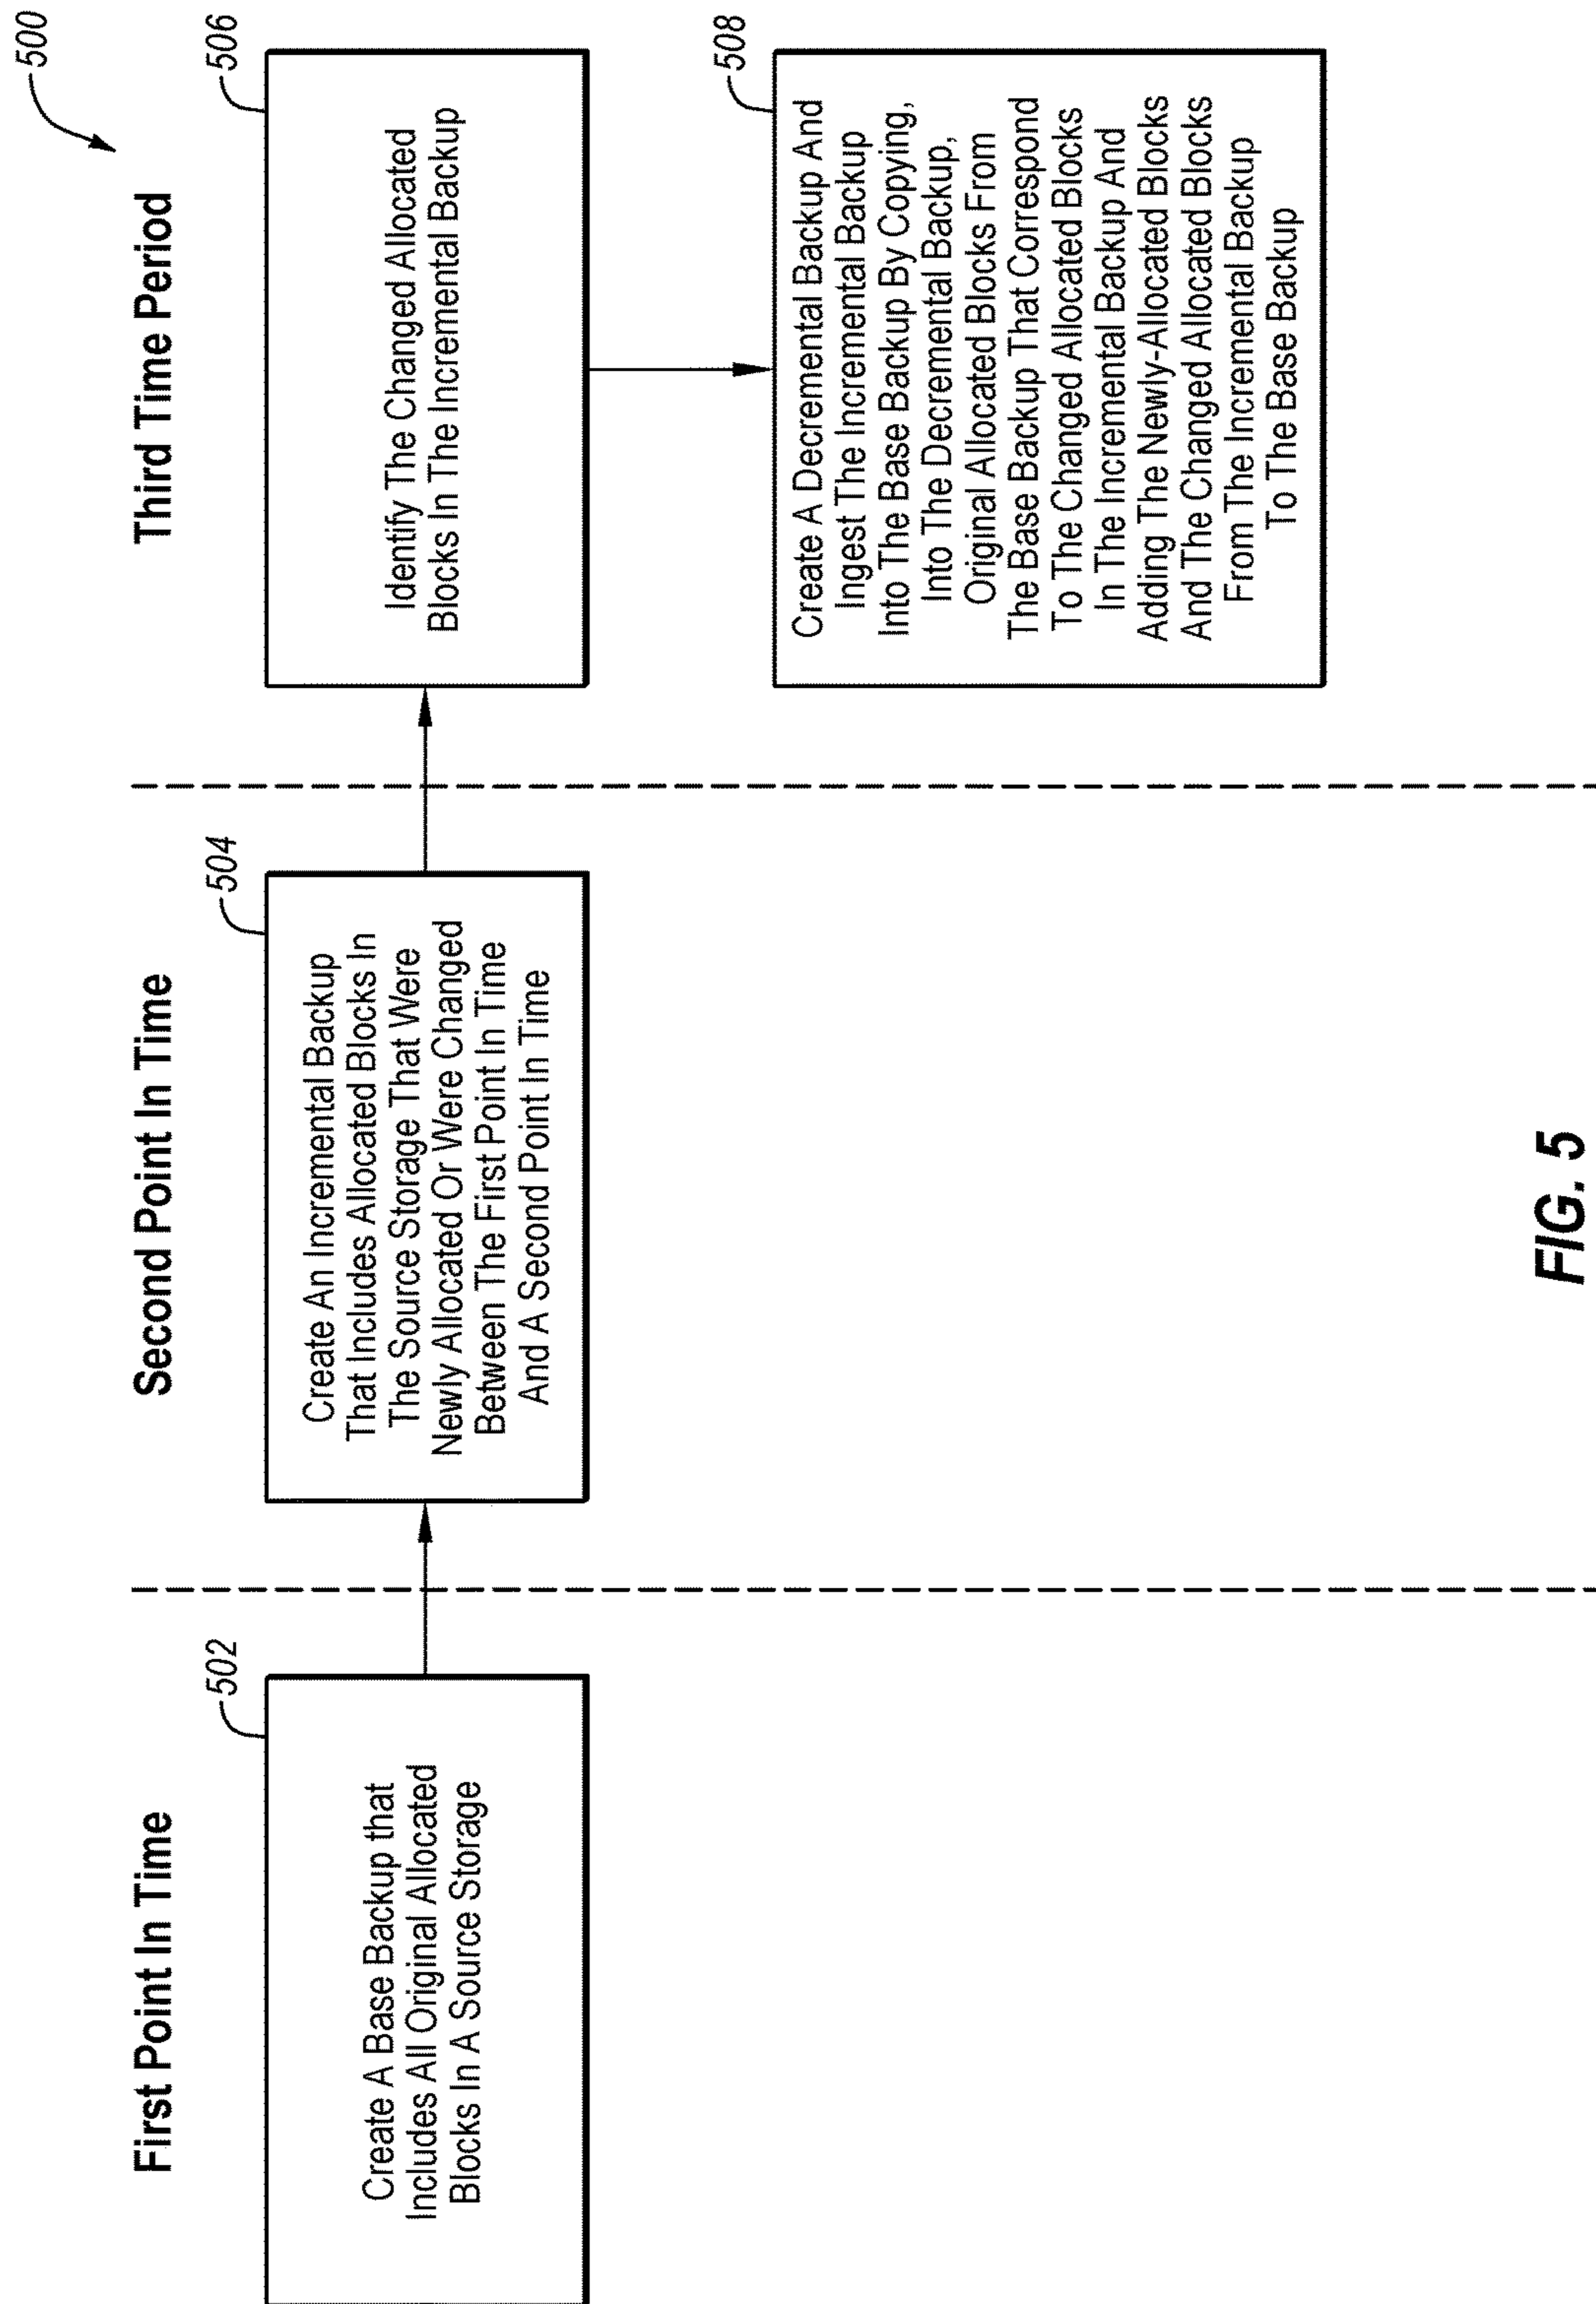 500
First Point In Time
Second Point In Time
Third Time Period
502
Create A Base Backup that
Includes All Original Allocated
Blocks In A Source Storage
504
Create An Incremental Backup
That Includes Allocated Blocks In
The Source Storage That Were
Newly Allocated Or Were Changed
Between The First Point In Time
And A Second Point In Time
506
Identify The Changed Allocated
Blocks In The Incremental Backup
508
Create A Decremental Backup And
Ingest The Incremental Backup
Into The Base Backup By Copying,
Into The Decremental Backup,
Original Allocated Blocks From
The Base Backup That Correspond
To The Changed Allocated Blocks
In The Incremental Backup And
Adding The Newly-Allocated Blocks
And The Changed Allocated Blocks
From The Incremental Backup
To The Base Backup
FIG. 5